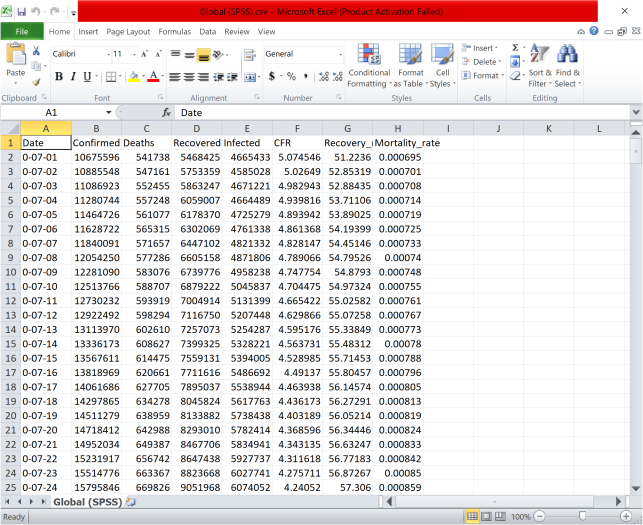 Global (SPSS).csv - Microsoft Excel (Product Activation Failed)
File Home Insert Page Layout Formulas Data Review View
Paste Calibri 11 A A General Conditional Formatting Format as Table Cell Styles Insert Delete Format Sort & Filter Find & Select
B I U A $ % , .0 .00 .00 .0
Clipboard Font Alignment Number Styles Cells Editing
A1 fx Date
A B C D E F G H I J K L
1 Date Confirmed Deaths Recovered Infected CFR Recovery_r Mortality_rate
2 0-07-01 10675596 541738 5468425 4665433 5.074546 51.2236 0.000695
3 0-07-02 10885548 547161 5753359 4585028 5.02649 52.85319 0.000701
4 0-07-03 11086923 552455 5863247 4671221 4.982943 52.88435 0.000708
5 0-07-04 11280744 557248 6059007 4664489 4.939816 53.71106 0.000714
6 0-07-05 11464726 561077 6178370 4725279 4.893942 53.89025 0.000719
7 0-07-06 11628722 565315 6302069 4761338 4.861368 54.19399 0.000725
8 0-07-07 11840091 571657 6447102 4821332 4.828147 54.45146 0.000733
9 0-07-08 12054250 577286 6605158 4871806 4.789066 54.79526 0.00074
10 0-07-09 12281090 583076 6739776 4958238 4.747754 54.8793 0.000748
11 0-07-10 12513766 588707 6879222 5045837 4.704475 54.97324 0.000755
12 0-07-11 12730232 593919 7004914 5131399 4.665422 55.02582 0.000761
13 0-07-12 12922492 598294 7116750 5207448 4.629866 55.07258 0.000767
14 0-07-13 13113970 602610 7257073 5254287 4.595176 55.33849 0.000773
15 0-07-14 13336173 608627 7399325 5328221 4.563731 55.48312 0.00078
16 0-07-15 13567611 614475 7559131 5394005 4.528985 55.71453 0.000788
17 0-07-16 13818969 620661 7711616 5486692 4.49137 55.80457 0.000796
18 0-07-17 14061686 627705 7895037 5538944 4.463938 56.14574 0.000805
19 0-07-18 14297865 634278 8045824 5617763 4.436173 56.27291 0.000813
20 0-07-19 14511279 638959 8133882 5738438 4.403189 56.05214 0.000819
21 0-07-20 14718412 642988 8293010 5782414 4.368596 56.34446 0.000824
22 0-07-21 14952034 649387 8467706 5834941 4.343135 56.63247 0.000833
23 0-07-22 15231917 656742 8647438 5927737 4.311618 56.77183 0.000842
24 0-07-23 15514776 663367 8823668 6027741 4.275711 56.87267 0.00085
25 0-07-24 15795846 669826 9051968 6074052 4.24052 57.306 0.000859
Global (SPSS)
Ready 100%